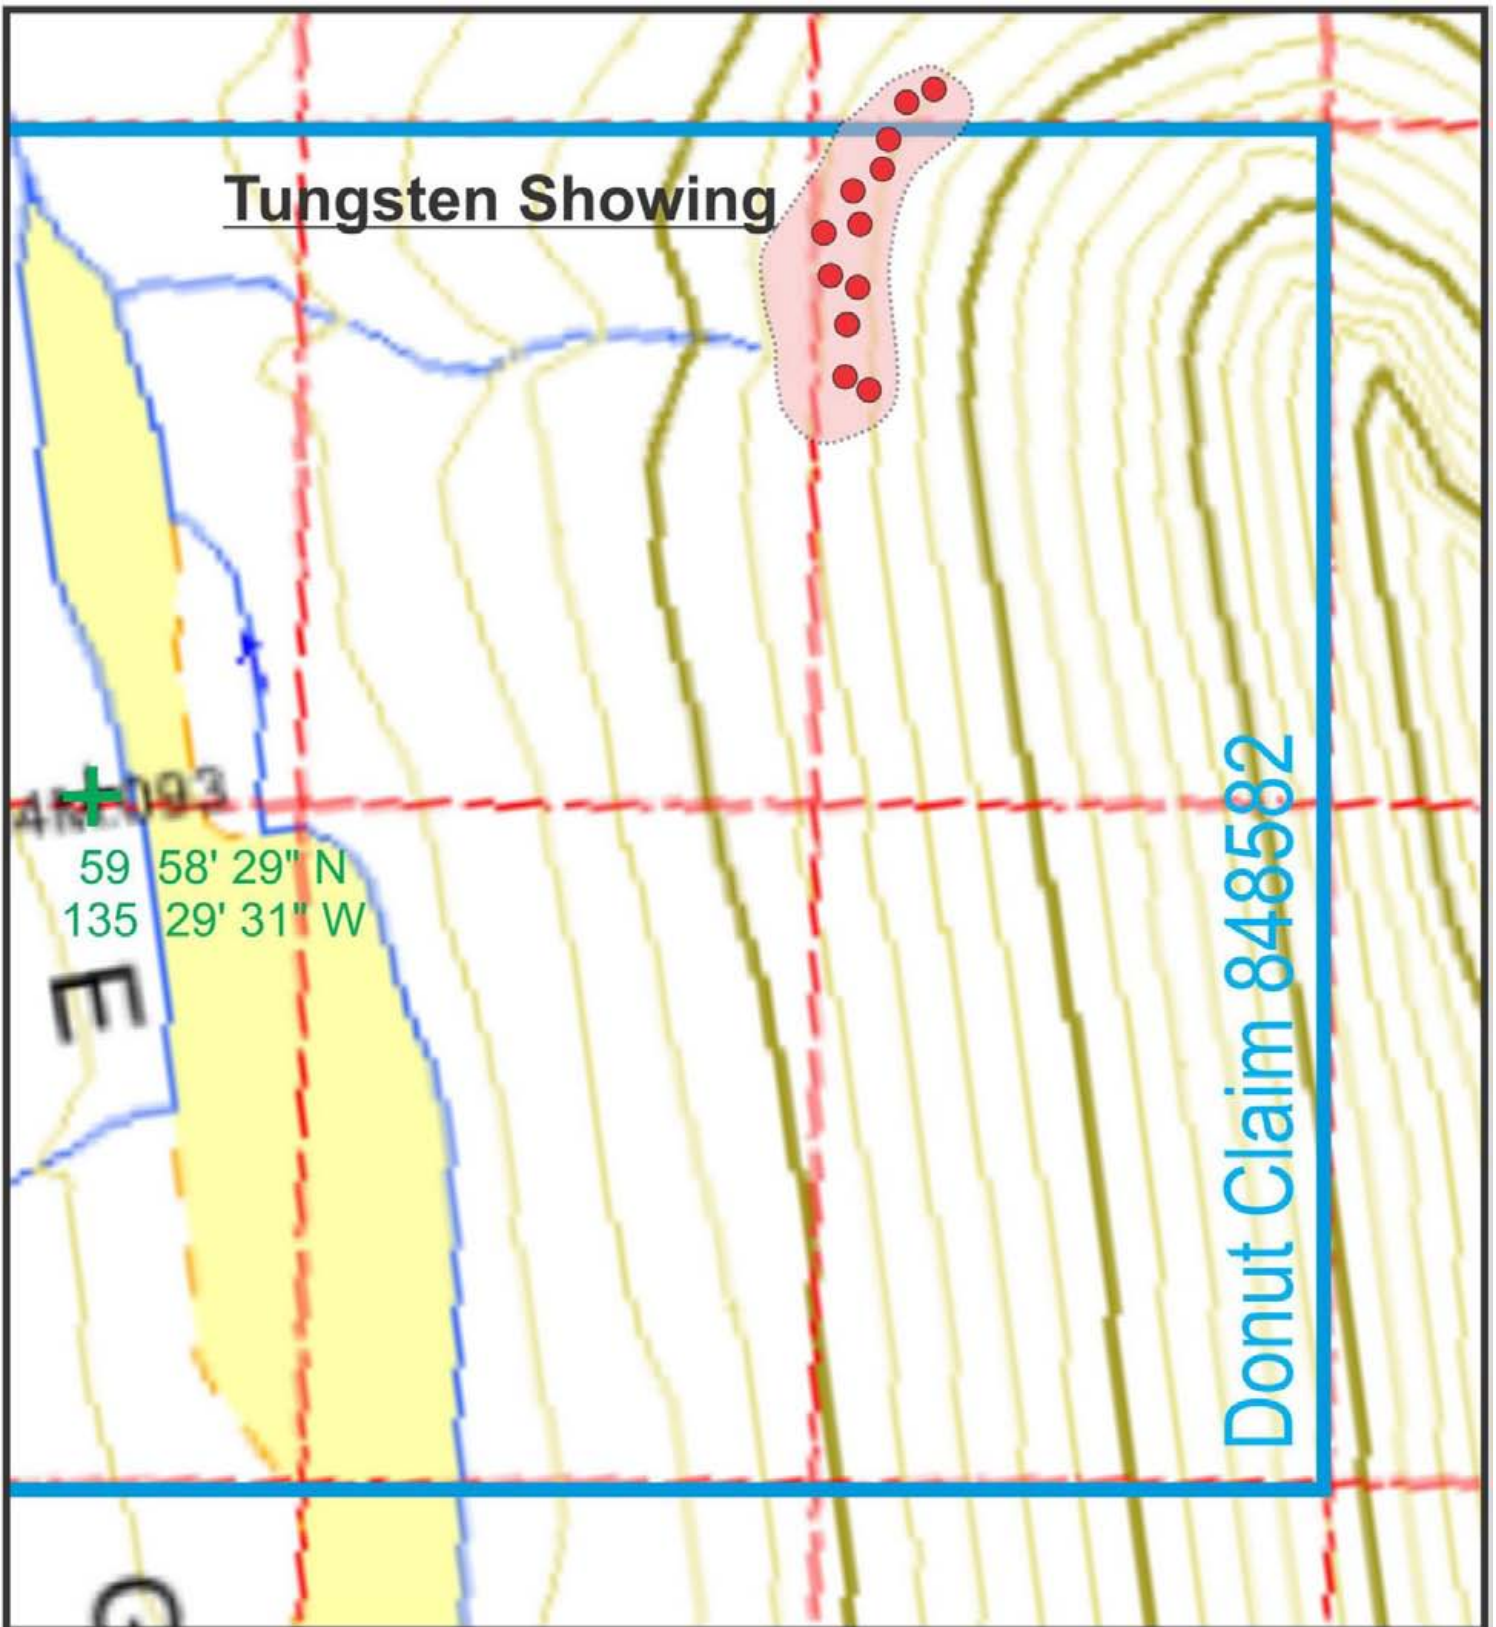 Tungsten Showing
59 58' 29" N
135 29' 31" W
E
Donut Claim 848582
G